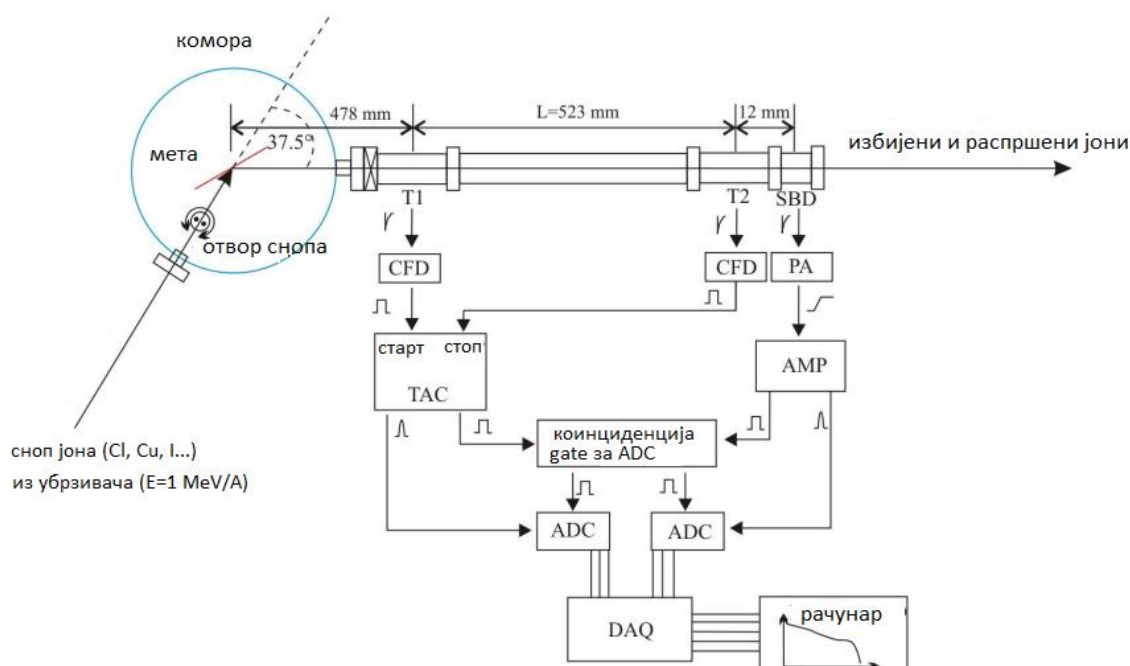 комора
478 mm
L=523 mm
12 mm
37.5°
мета
избијени и распршени јони
T1
T2
SBD
отвор снопа
CFD
CFD
PA
старт
стоп
TAC
AMP
коинциденција
gate за ADC
сноп јона (Cl, Cu, I...)
из убрзивача (E=1 MeV/A)
ADC
ADC
DAQ
рачунар